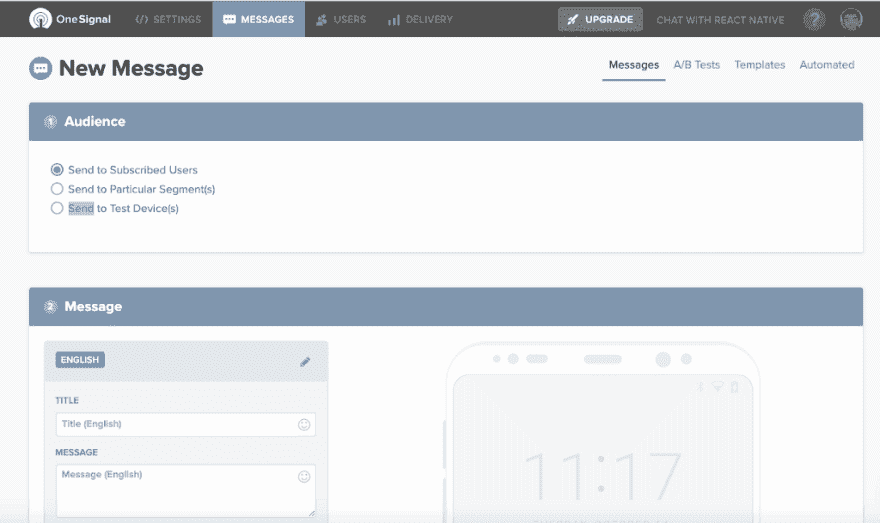 OneSignal
SETTINGS
MESSAGES
USERS
DELIVERY
UPGRADE
CHAT WITH REACT NATIVE
?
New Message
Messages
A/B Tests
Templates
Automated
1 Audience
Send to Subscribed Users
Send to Particular Segment(s)
Send to Test Device(s)
2 Message
ENGLISH
TITLE
Title (English)
MESSAGE
Message (English)
11:17